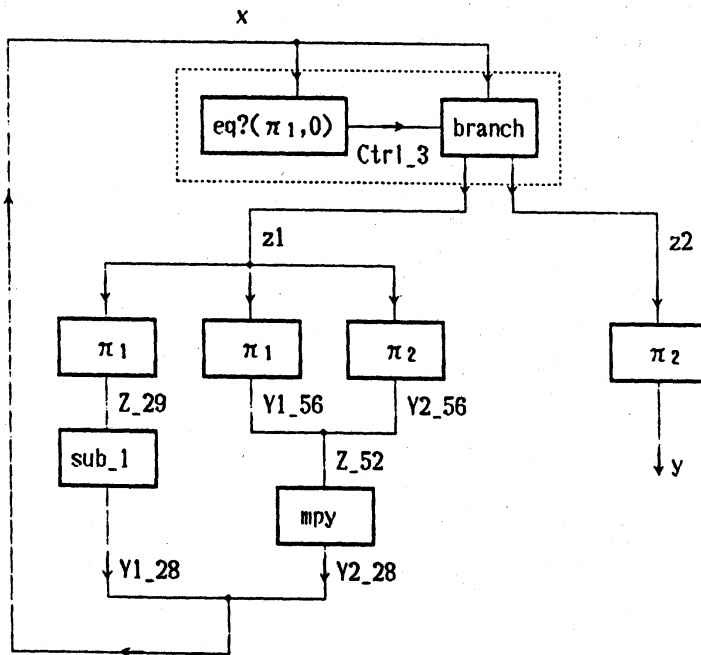 x
eq?(π1,0)
branch
Ctrl_3
z1
z2
π1
π1
π2
π2
Z_29
Y1_56
Y2_56
sub_1
Z_52
y
mpy
Y1_28
Y2_28